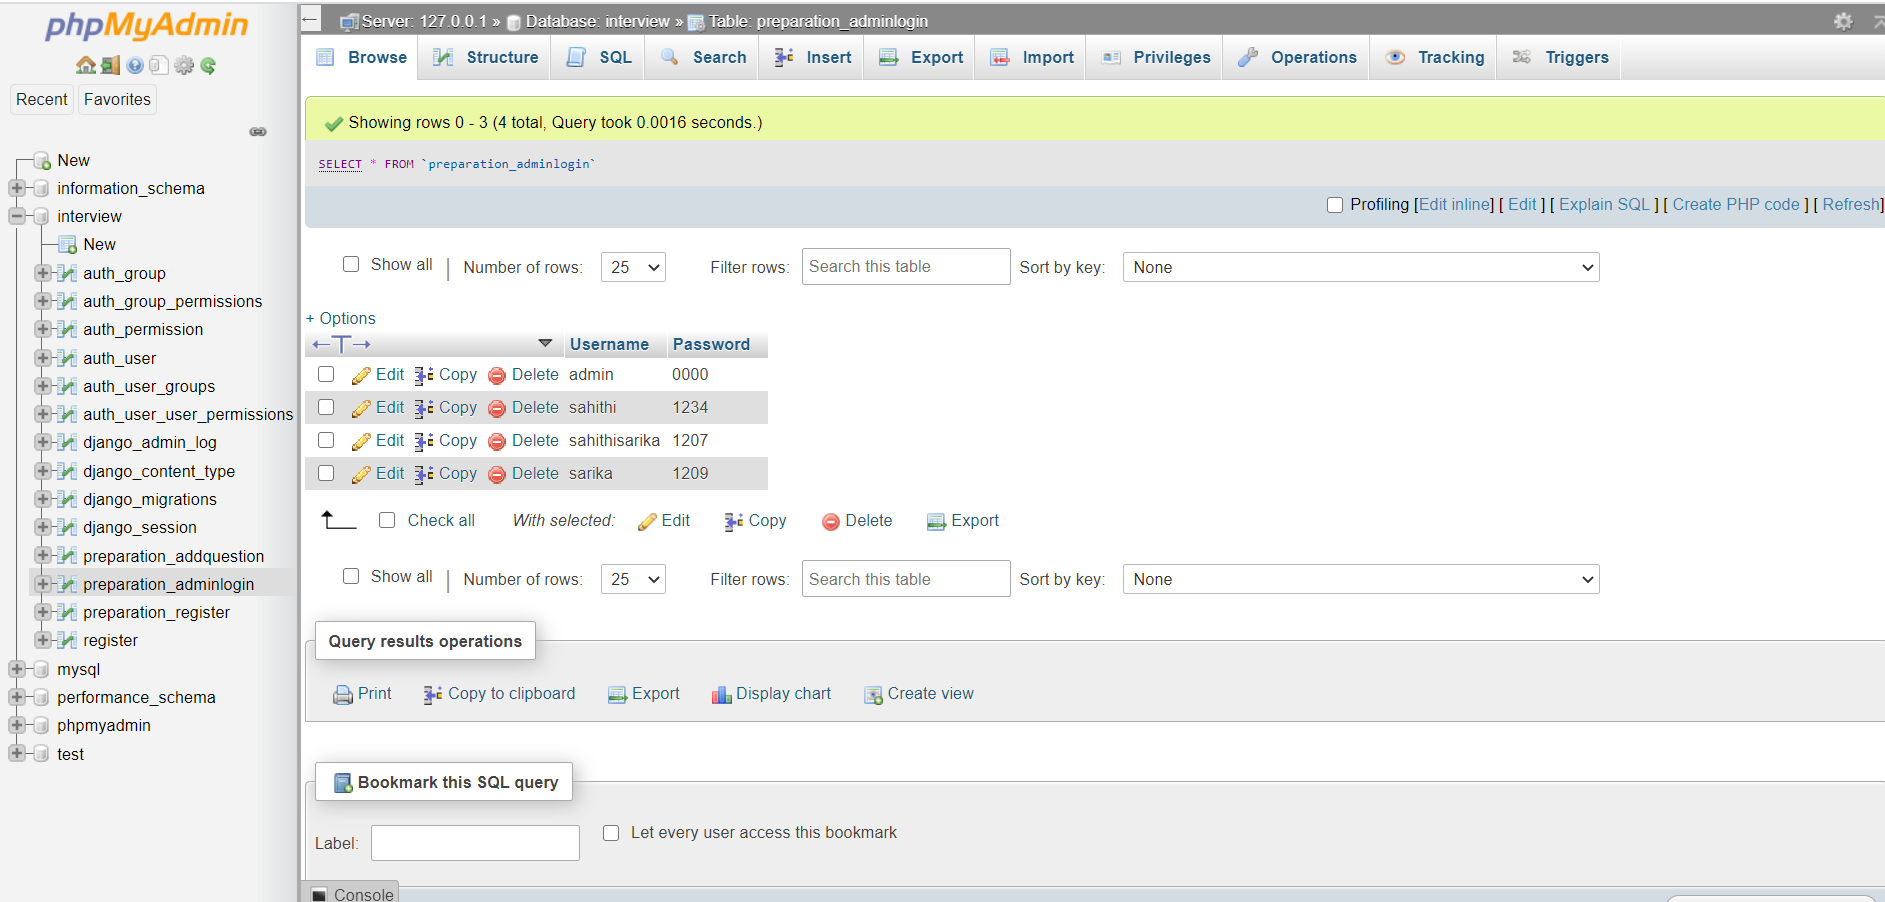 phpMyAdmin
Recent Favorites
New
information_schema
interview
New
auth_group
auth_group_permissions
auth_permission
auth_user
auth_user_groups
auth_user_user_permissions
django_admin_log
django_content_type
django_migrations
django_session
preparation_addquestion
preparation_adminlogin
preparation_register
register
mysql
performance_schema
phpmyadmin
test
Server: 127.0.0.1 » Database: interview » Table: preparation_adminlogin
Browse Structure SQL Search Insert Export Import Privileges Operations Tracking Triggers
Showing rows 0 - 3 (4 total, Query took 0.0016 seconds.)
SELECT * FROM `preparation_adminlogin`
Profiling [Edit inline] [ Edit ] [ Explain SQL ] [ Create PHP code ] [ Refresh]
Show all | Number of rows: 25 Filter rows: Search this table Sort by key: None
+ Options
←T→ Username Password
Edit Copy Delete admin 0000
Edit Copy Delete sahithi 1234
Edit Copy Delete sahithisarika 1207
Edit Copy Delete sarika 1209
Check all With selected: Edit Copy Delete Export
Show all | Number of rows: 25 Filter rows: Search this table Sort by key: None
Query results operations
Print Copy to clipboard Export Display chart Create view
Bookmark this SQL query
Label: Let every user access this bookmark
Console